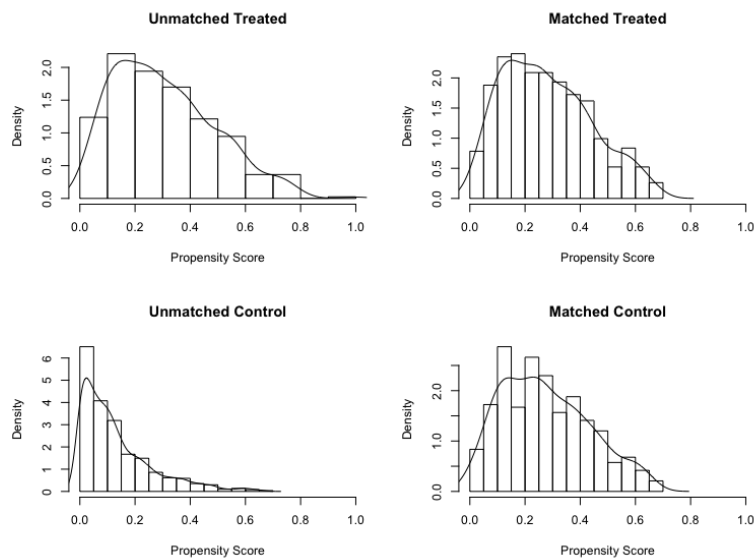 Unmatched Treated
Density
0.0 0.5 1.0 1.5 2.0
0.0 0.2 0.4 0.6 0.8 1.0
Propensity Score
Matched Treated
Density
0.0 0.5 1.0 1.5 2.0
0.0 0.2 0.4 0.6 0.8 1.0
Propensity Score
Unmatched Control
Density
0 1 2 3 4 5 6
0.0 0.2 0.4 0.6 0.8 1.0
Propensity Score
Matched Control
Density
0.0 1.0 2.0
0.0 0.2 0.4 0.6 0.8 1.0
Propensity Score